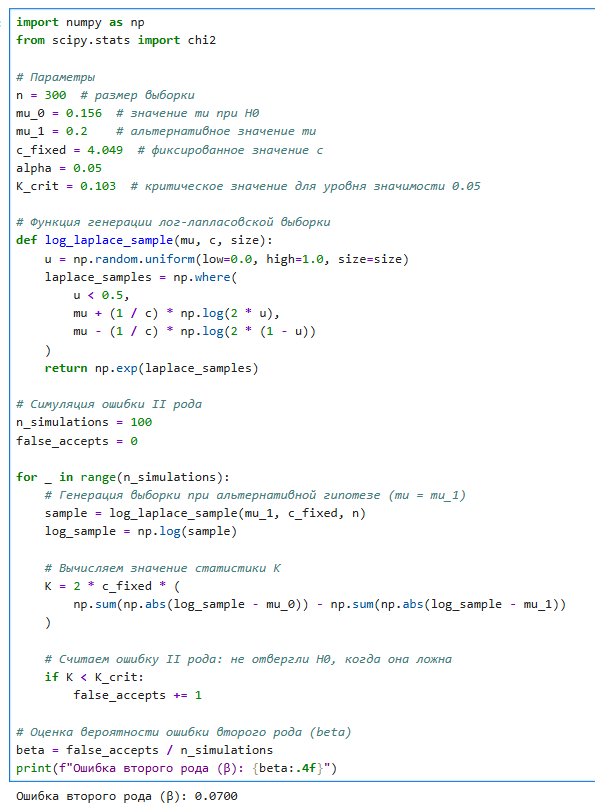 import numpy as np
from scipy.stats import chi2
# Параметры
n = 300  # размер выборки
mu_0 = 0.156  # значение mu при H0
mu_1 = 0.2    # альтернативное значение mu
c_fixed = 4.049  # фиксированное значение c
alpha = 0.05
K_crit = 0.103  # критическое значение для уровня значимости 0.05
# Функция генерации лог-лапласовской выборки
def log_laplace_sample(mu, c, size):
    u = np.random.uniform(low=0.0, high=1.0, size=size)
    laplace_samples = np.where(
        u < 0.5,
        mu + (1 / c) * np.log(2 * u),
        mu - (1 / c) * np.log(2 * (1 - u))
    )
    return np.exp(laplace_samples)
# Симуляция ошибки II рода
n_simulations = 100
false_accepts = 0
for _ in range(n_simulations):
    # Генерация выборки при альтернативной гипотезе (mu = mu_1)
    sample = log_laplace_sample(mu_1, c_fixed, n)
    log_sample = np.log(sample)
    # Вычисляем значение статистики K
    K = 2 * c_fixed * (
        np.sum(np.abs(log_sample - mu_0)) - np.sum(np.abs(log_sample - mu_1))
    )
    # Считаем ошибку II рода: не отвергли H0, когда она ложна
    if K < K_crit:
        false_accepts += 1
# Оценка вероятности ошибки второго рода (beta)
beta = false_accepts / n_simulations
print(f"Ошибка второго рода (β): {beta:.4f}")
Ошибка второго рода (β): 0.0700